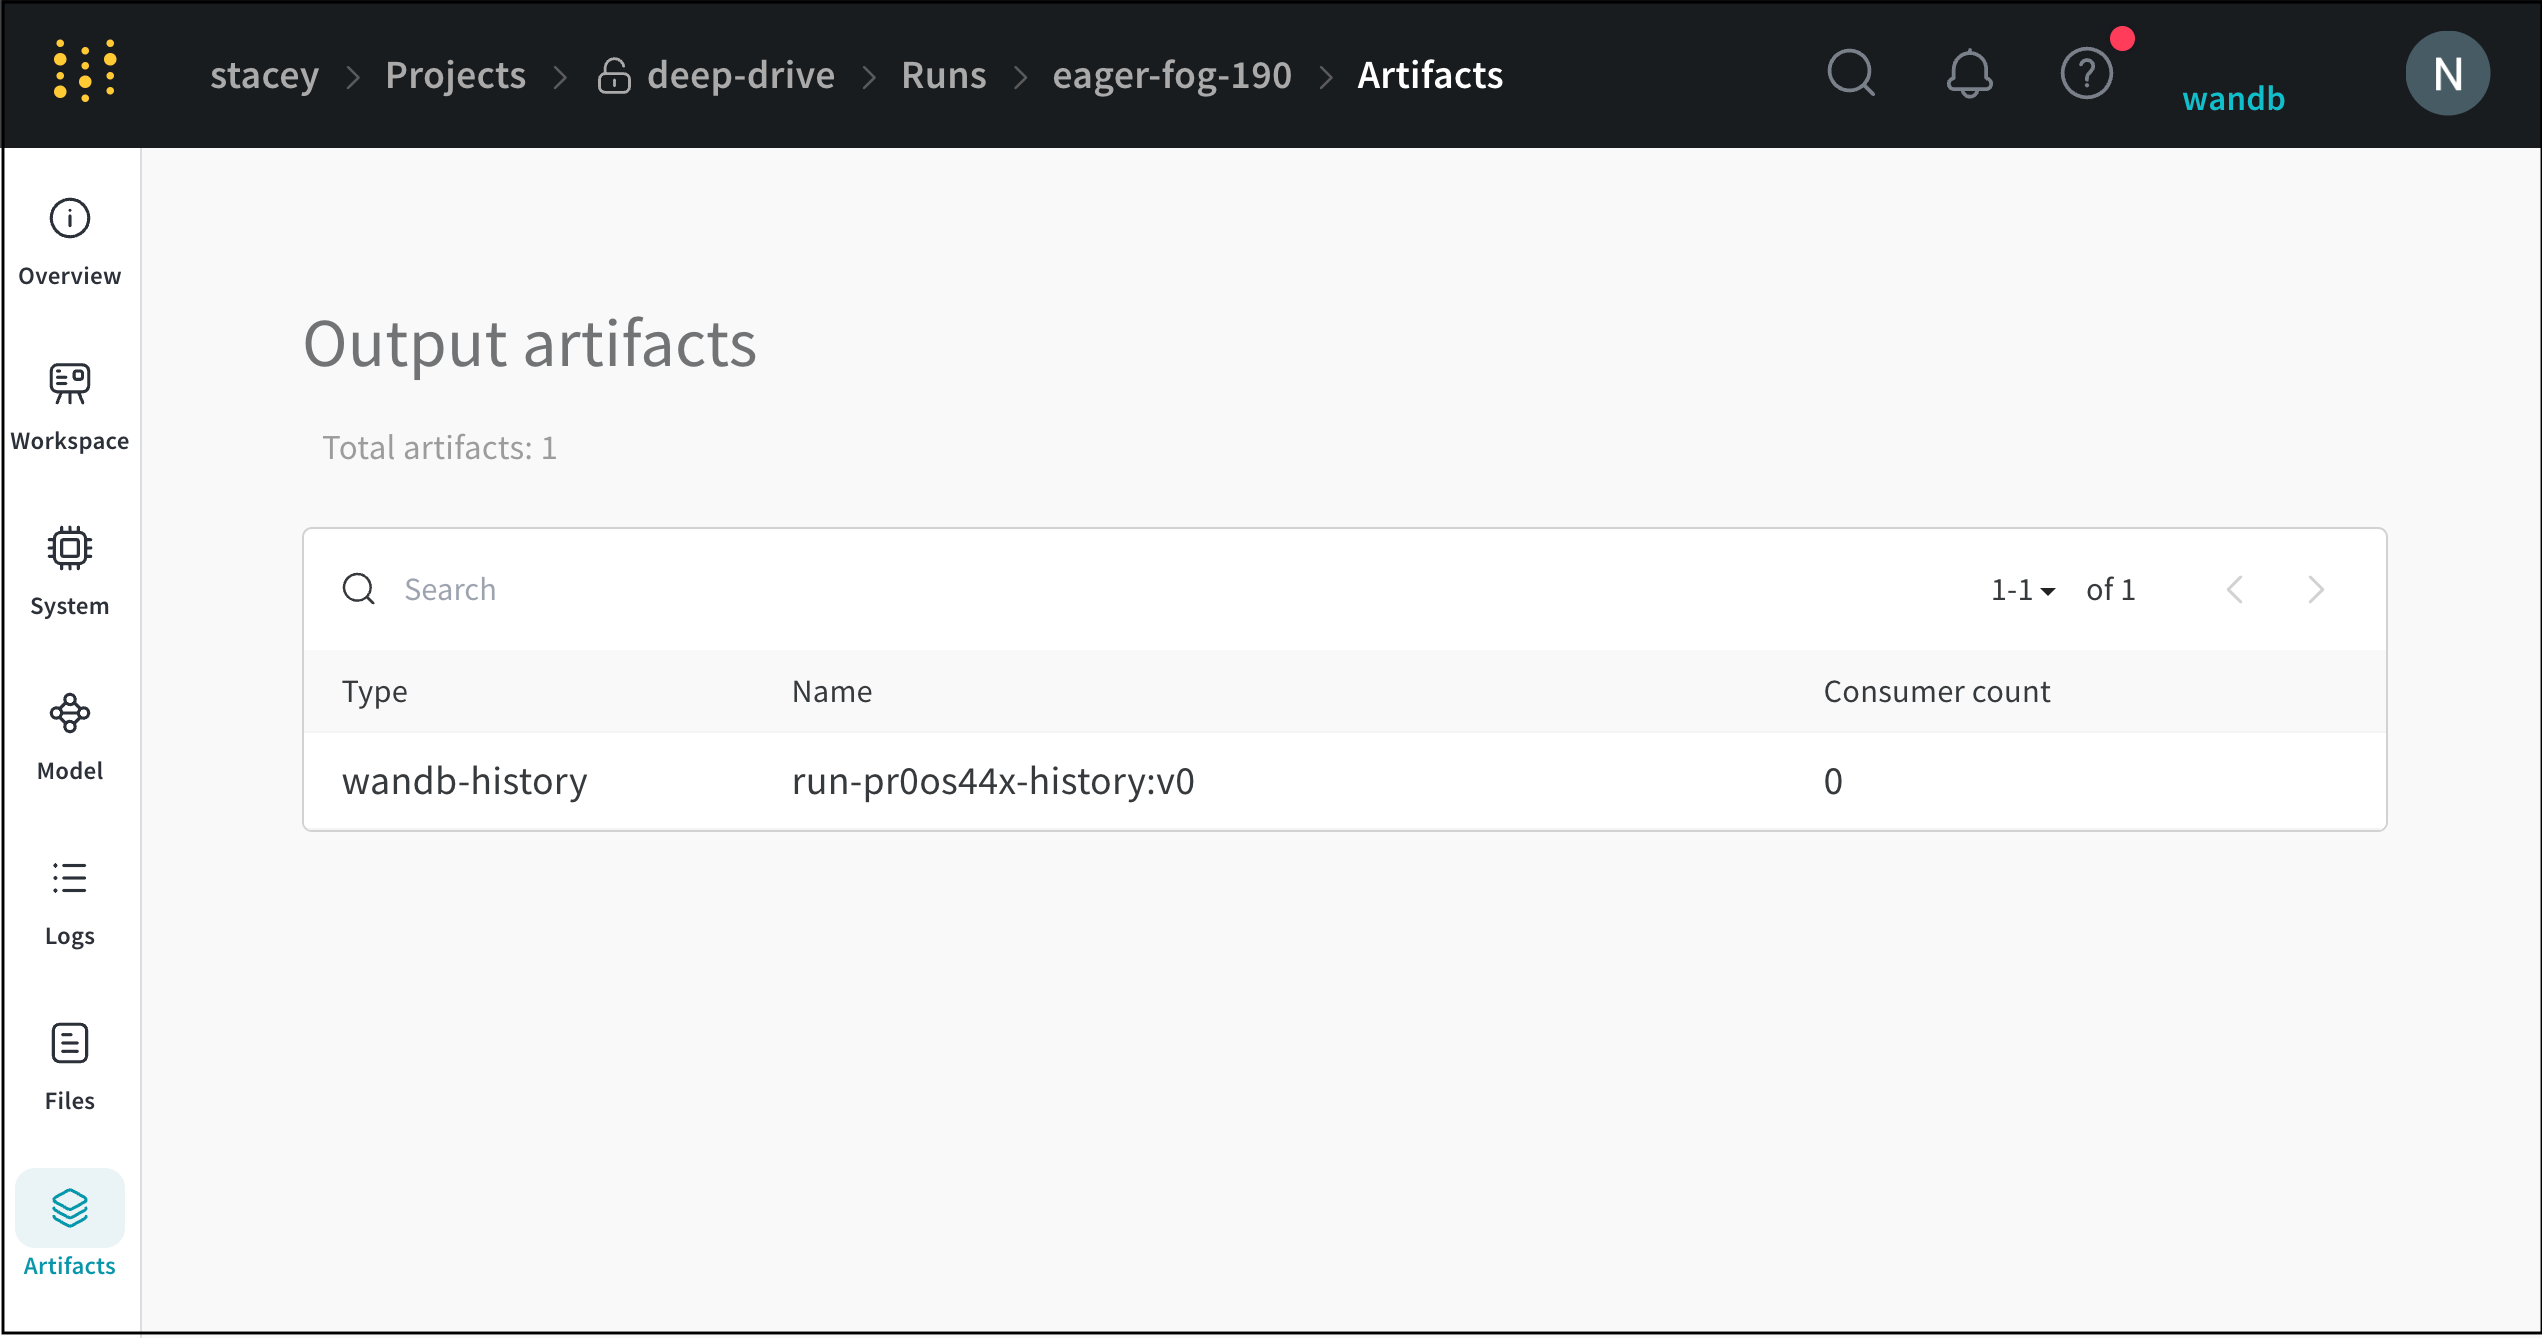 stacey > Projects > deep-drive > Runs > eager-fog-190 > Artifacts
wandb
N
Overview
Workspace
System
Model
Logs
Files
Artifacts
Output artifacts
Total artifacts: 1
Search 1-1 of 1
Type Name Consumer count
wandb-history run-pr0os44x-history:v0 0